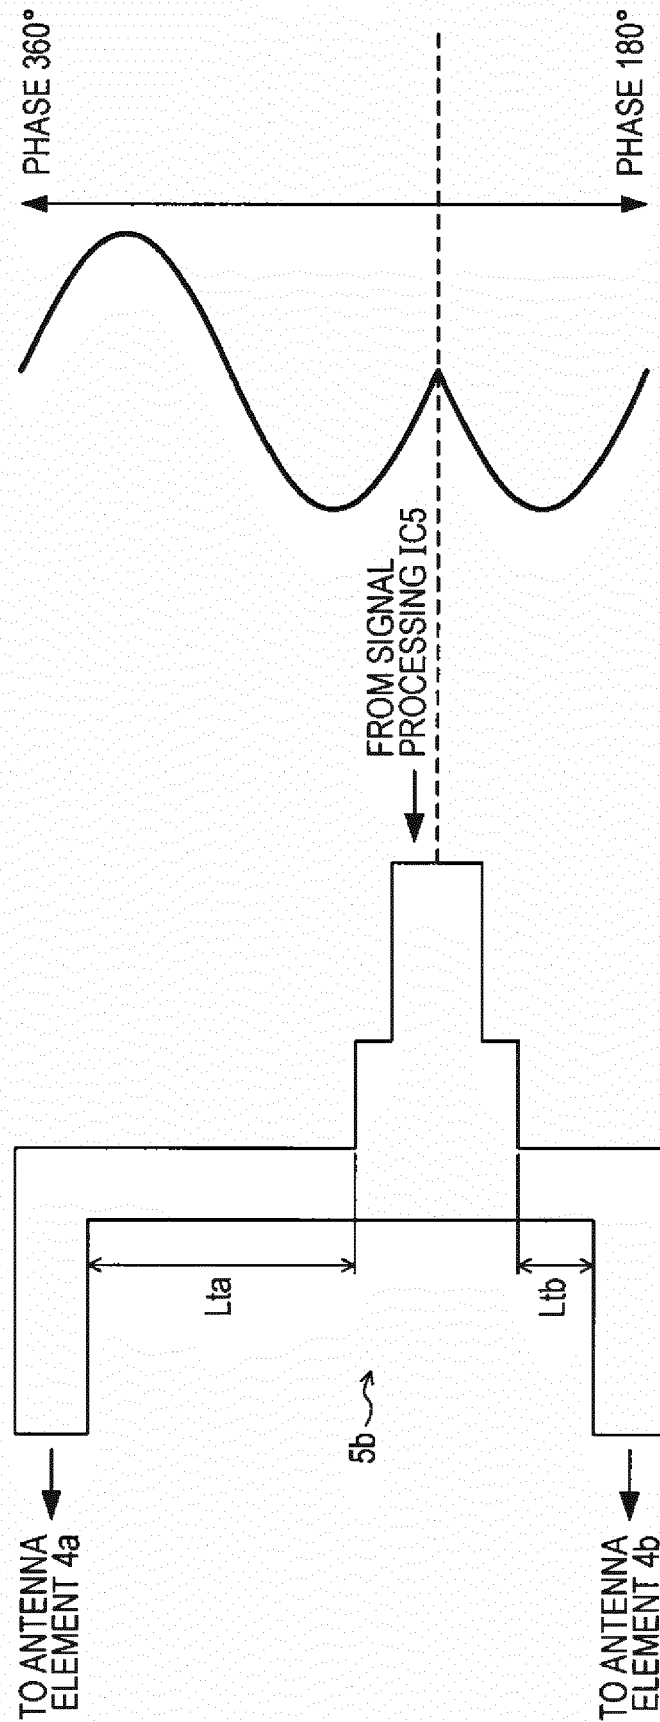 PHASE 360°
PHASE 180°
FROM SIGNAL
PROCESSING IC5
Lta
Ltb
5b
TO ANTENNA
ELEMENT 4a
TO ANTENNA
ELEMENT 4b